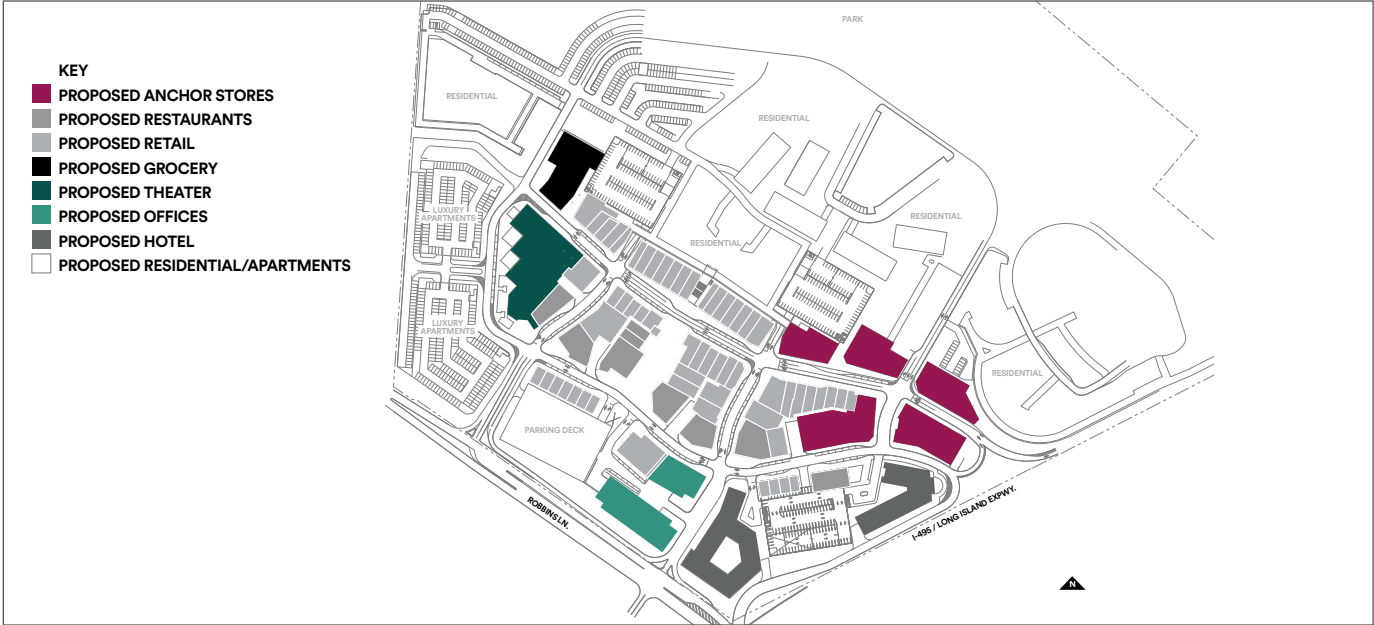 PARK
KEY
PROPOSED ANCHOR STORES
PROPOSED RESTAURANTS
PROPOSED RETAIL
PROPOSED GROCERY
PROPOSED THEATER
PROPOSED OFFICES
PROPOSED HOTEL
PROPOSED RESIDENTIAL/APARTMENTS
RESIDENTIAL
RESIDENTIAL
LUXURY
APARTMENTS
RESIDENTIAL
RESIDENTIAL
LUXURY
APARTMENTS
RESIDENTIAL
PARKING DECK
ROBBINS LN.
I-495 / LONG ISLAND EXPWY.
N